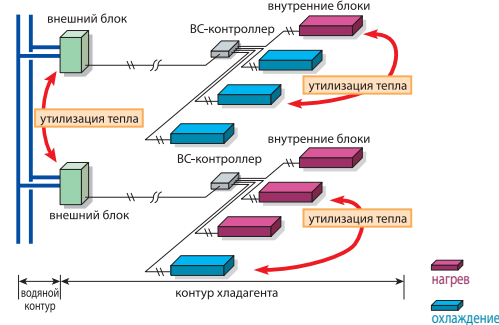 внешний блок
BC-контроллер
внутренние блоки
утилизация тепла
утилизация тепла
BC-контроллер
внутренние блоки
внешний блок
утилизация тепла
водяной
контур
контур хладагента
нагрев
охлаждение